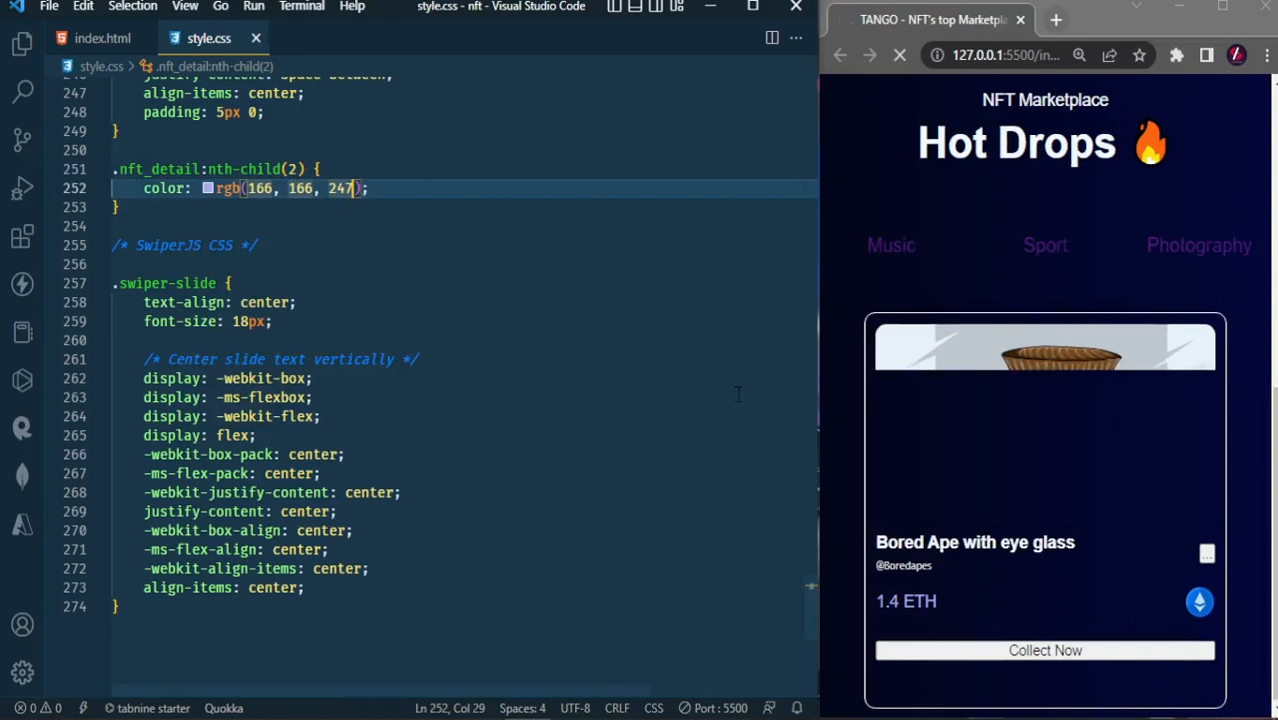 File Edit Selection View Go Run Terminal Help style.css - nft - Visual Studio Code
index.html style.css
style.css > .nft_detail:nth-child(2)
246 justify-content: space-between;
247 align-items: center;
248 padding: 5px 0;
249 }
250
251 .nft_detail:nth-child(2) {
252 color: rgb(166, 166, 247);
253 }
254
255 /* SwiperJS CSS */
256
257 .swiper-slide {
258 text-align: center;
259 font-size: 18px;
260
261 /* Center slide text vertically */
262 display: -webkit-box;
263 display: -ms-flexbox;
264 display: -webkit-flex;
265 display: flex;
266 -webkit-box-pack: center;
267 -ms-flex-pack: center;
268 -webkit-justify-content: center;
269 justify-content: center;
270 -webkit-box-align: center;
271 -ms-flex-align: center;
272 -webkit-align-items: center;
273 align-items: center;
274 }
0 0 tabnine starter Quokka Ln 252, Col 29 Spaces: 4 UTF-8 CRLF CSS Port : 5500
TANGO - NFT's top Marketpla
127.0.0.1:5500/in...
NFT Marketplace
Hot Drops 🔥
Music Sport Photography
Bored Ape with eye glass
...
@Boredapes
1.4 ETH
Collect Now